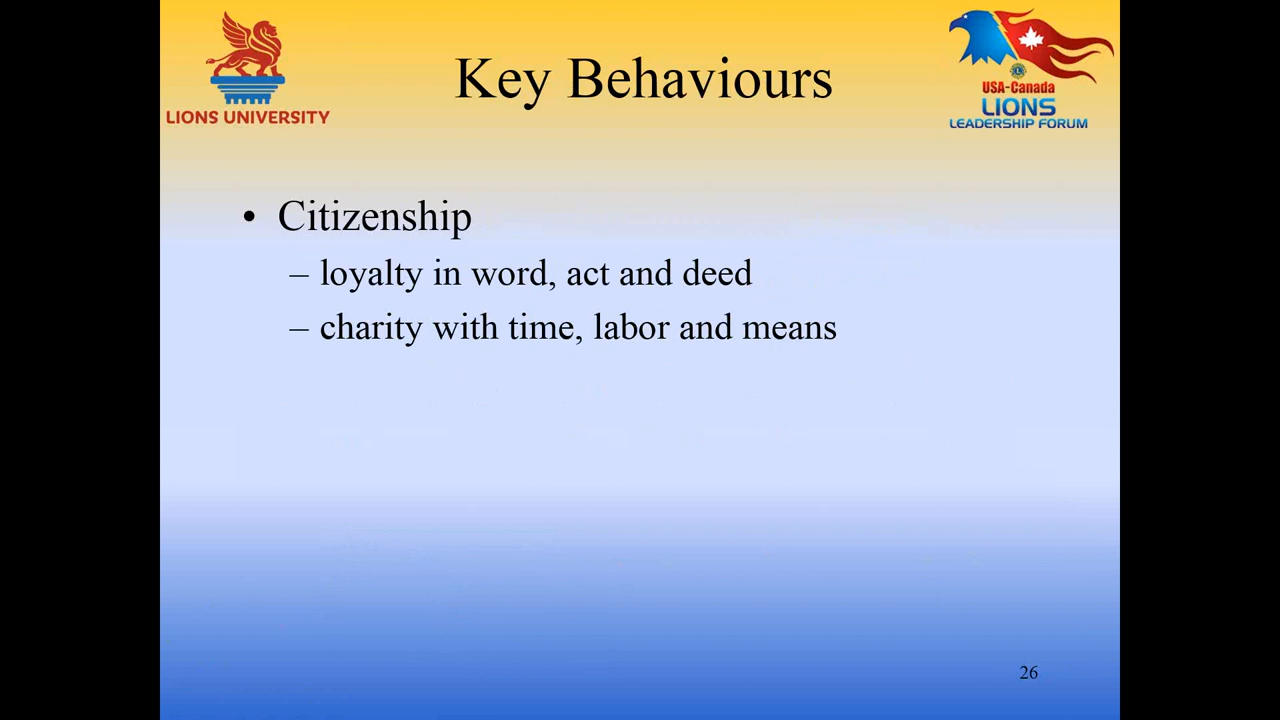 LIONS UNIVERSITY
Key Behaviours
USA-Canada
LIONS
LEADERSHIP FORUM
• Citizenship
– loyalty in word, act and deed
– charity with time, labor and means
26